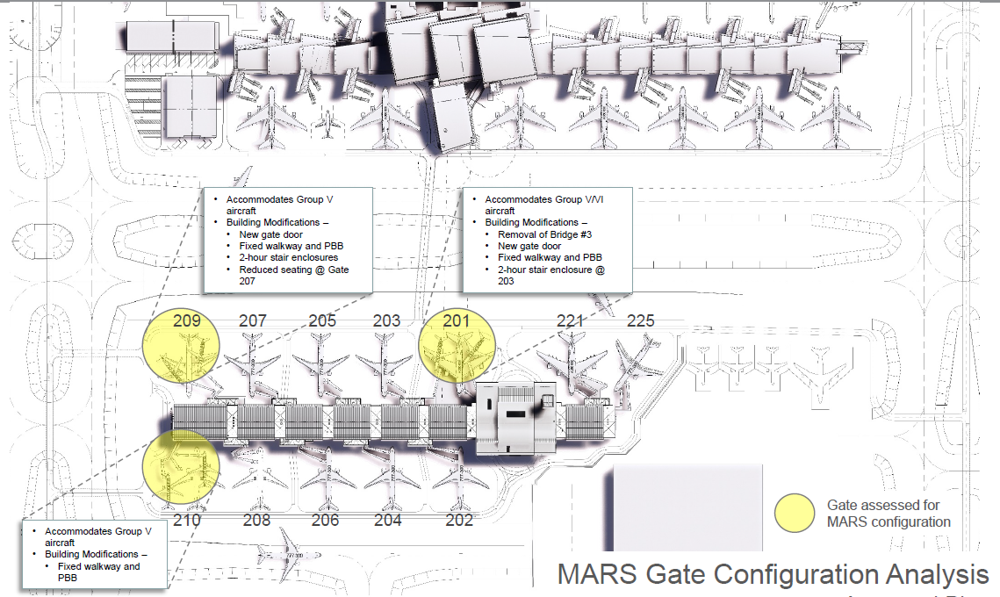 • Accommodates Group V
aircraft
• Building Modifications –
• New gate door
• Fixed walkway and PBB
• 2-hour stair enclosures
• Reduced seating @ Gate
207
• Accommodates Group V/VI
aircraft
• Building Modifications –
• Removal of Bridge #3
• New gate door
• Fixed walkway and PBB
• 2-hour stair enclosure @
203
209 207 205 203 201 221 225
210 208 206 204 202
• Accommodates Group V
aircraft
• Building Modifications –
• Fixed walkway and
PBB
Gate assessed for
MARS configuration
MARS Gate Configuration Analysis